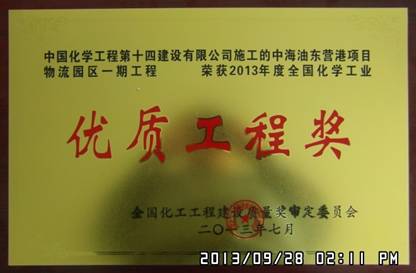 中国化学工程第十四建设有限公司施工的中海油东营港项目
物流园区一期工程 荣获2013年度全国化学工业
优质工程奖
全国化工工程建设质量奖审定委员会
二〇一三年七月
2013/09/28 02:11 PM